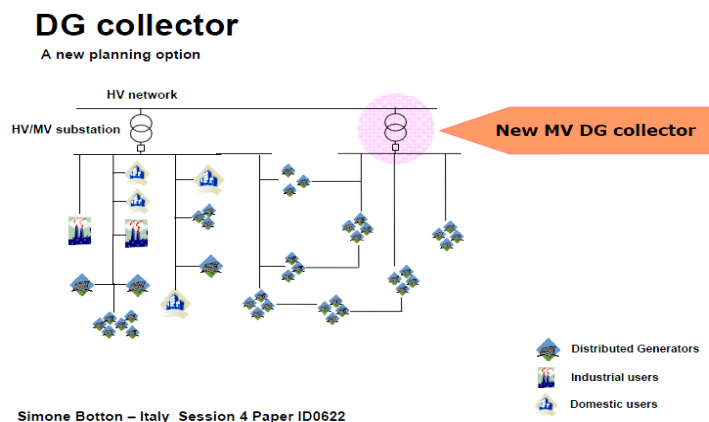 DG collector
A new planning option
HV network
HV/MV substation
New MV DG collector
Distributed Generators
Industrial users
Domestic users
Simone Botton – Italy Session 4 Paper ID0622